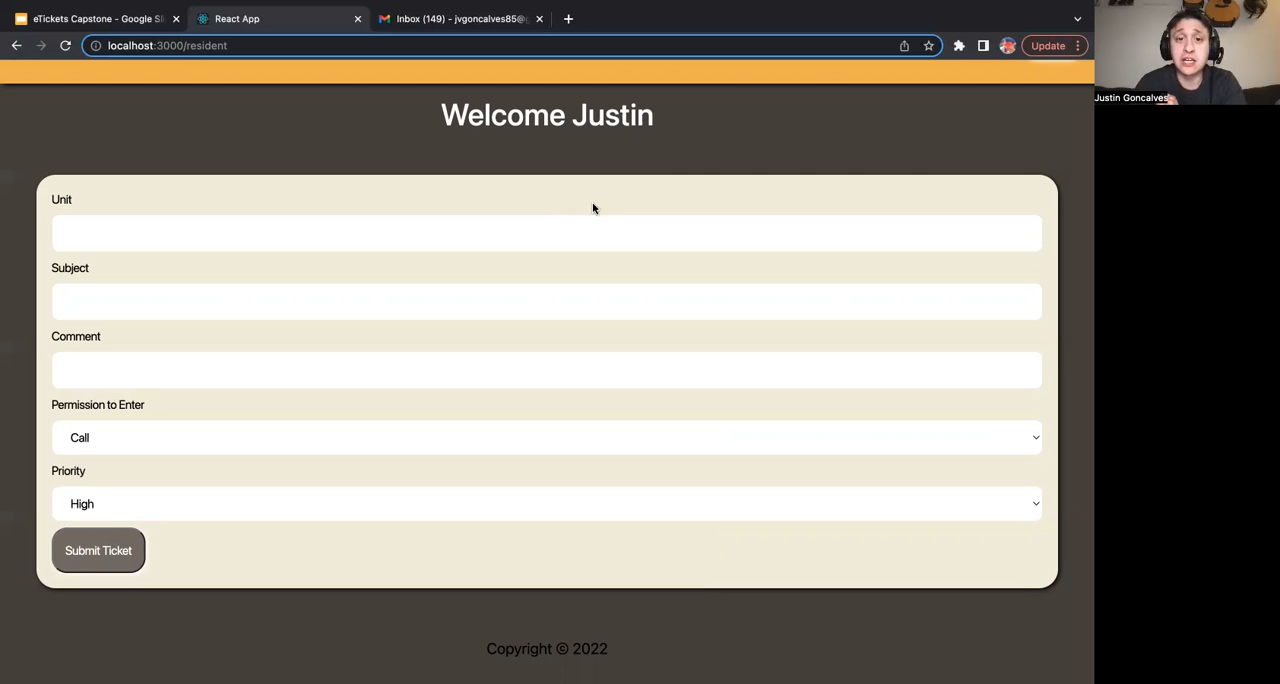 eTickets Capstone - Google Sli
React App
Inbox (149) - jvgoncalves85@g
localhost:3000/resident
Update
Justin Goncalves
Welcome Justin
Unit
Subject
Comment
Permission to Enter
Call
Priority
High
Submit Ticket
Copyright © 2022